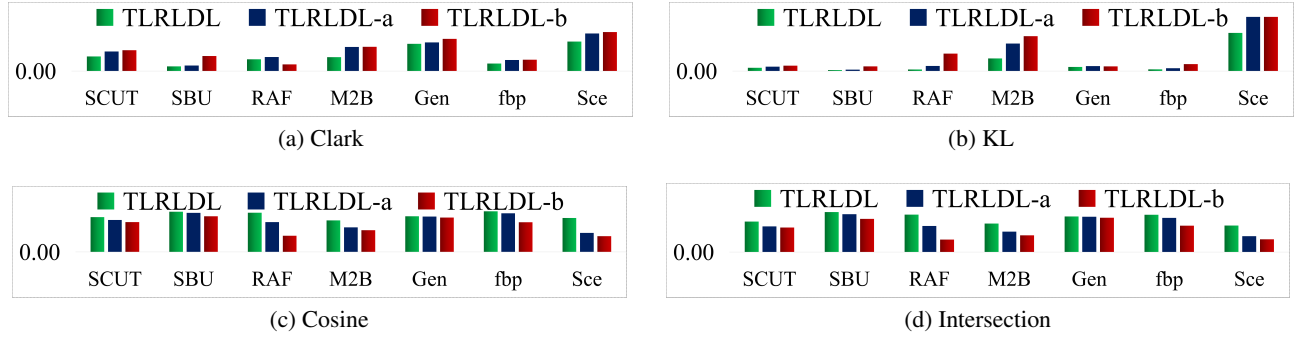 TLRLDL TLRLDL-a TLRLDL-b
0.00
SCUT SBU RAF M2B Gen fbp Sce
(a) Clark
TLRLDL TLRLDL-a TLRLDL-b
0.00
SCUT SBU RAF M2B Gen fbp Sce
(b) KL
TLRLDL TLRLDL-a TLRLDL-b
0.00
SCUT SBU RAF M2B Gen fbp Sce
(c) Cosine
TLRLDL TLRLDL-a TLRLDL-b
0.00
SCUT SBU RAF M2B Gen fbp Sce
(d) Intersection